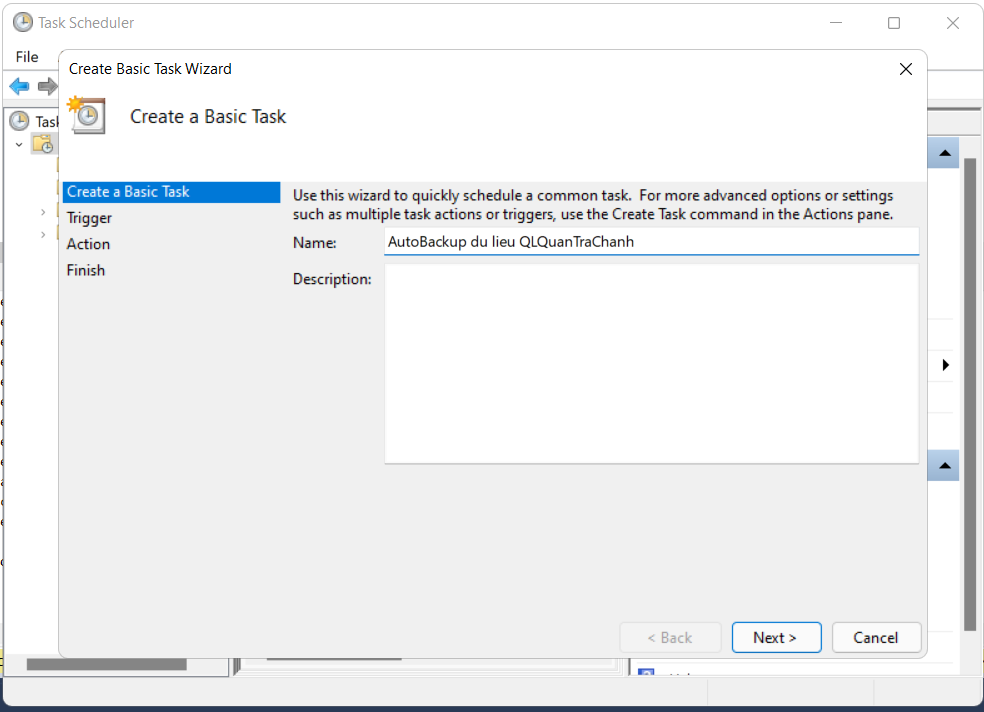 Task Scheduler
File
Create Basic Task Wizard
Create a Basic Task
Create a Basic Task
Trigger
Action
Finish
Use this wizard to quickly schedule a common task.  For more advanced options or settings
such as multiple task actions or triggers, use the Create Task command in the Actions pane.
Name:
AutoBackup du lieu QLQuanTraChanh
Description:
< Back
Next >
Cancel